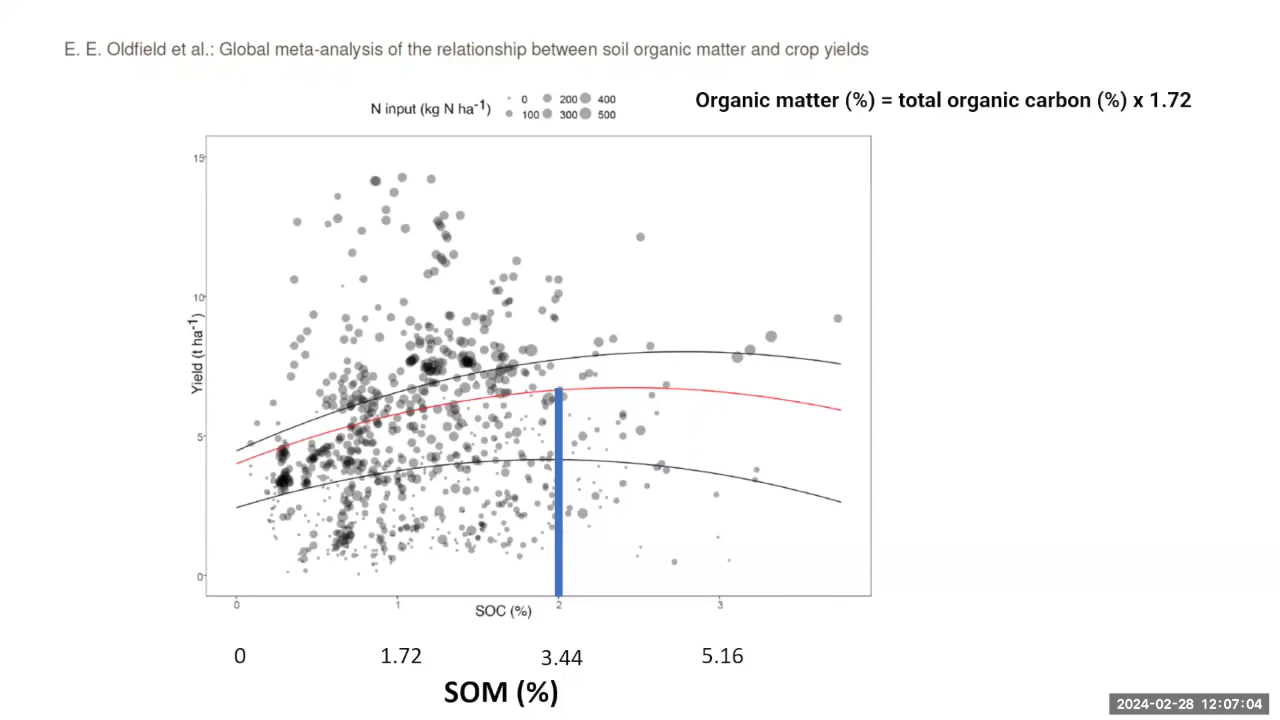 E. E. Oldfield et al.: Global meta-analysis of the relationship between soil organic matter and crop yields
N input (kg N ha⁻¹) 0 200 400
100 300 500
Organic matter (%) = total organic carbon (%) x 1.72
15
10
5
0
Yield (t ha⁻¹)
0 1 2 3
SOC (%)
0 1.72 3.44 5.16
SOM (%)
2024-02-28 12:07:04